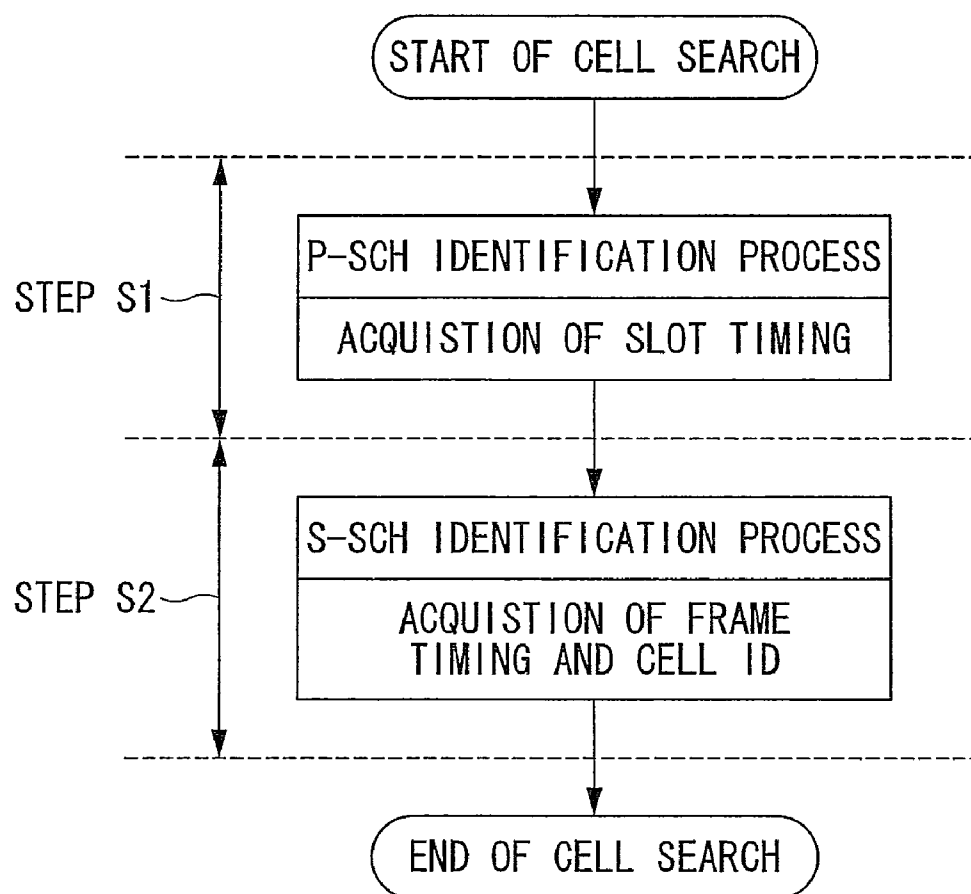 START OF CELL SEARCH
P-SCH IDENTIFICATION PROCESS
STEP S1
ACQUISTION OF SLOT TIMING
S-SCH IDENTIFICATION PROCESS
STEP S2
ACQUISTION OF FRAME
TIMING AND CELL ID
END OF CELL SEARCH